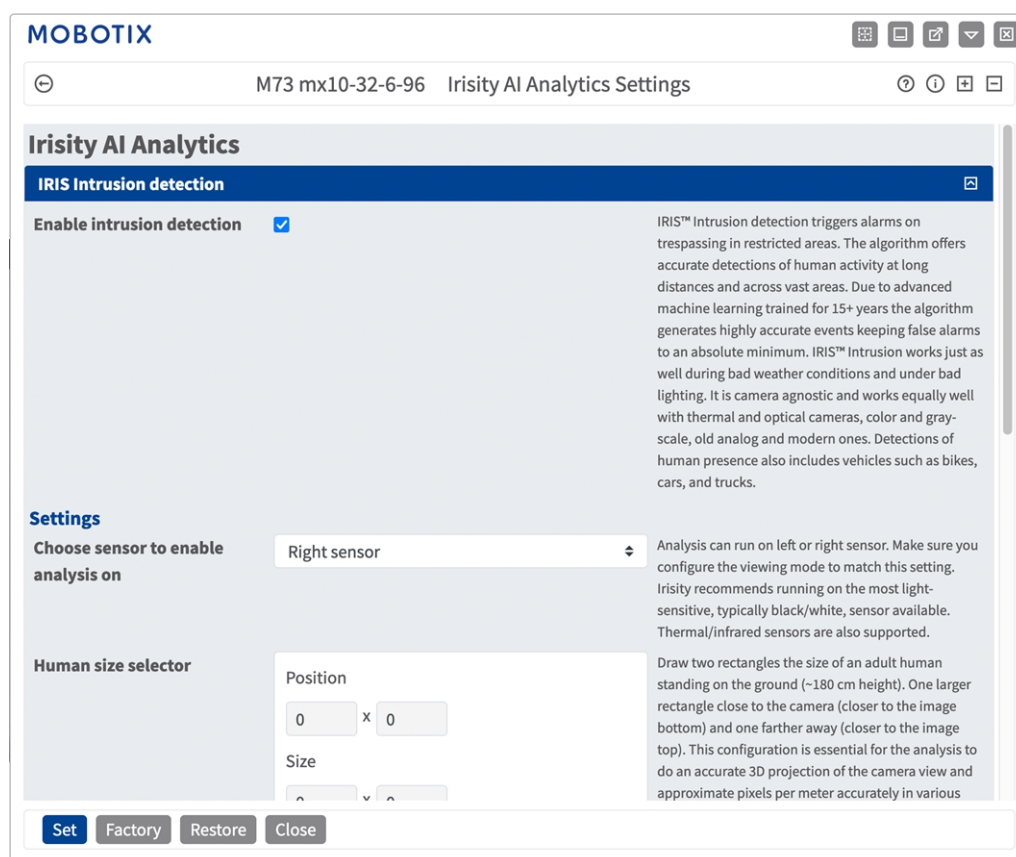 MOBOTIX
M73 mx10-32-6-96 Irisity AI Analytics Settings
Irisity AI Analytics
IRIS Intrusion detection
Enable intrusion detection
IRIS™ Intrusion detection triggers alarms on
trespassing in restricted areas. The algorithm offers
accurate detections of human activity at long
distances and across vast areas. Due to advanced
machine learning trained for 15+ years the algorithm
generates highly accurate events keeping false alarms
to an absolute minimum. IRIS™ Intrusion works just as
well during bad weather conditions and under bad
lighting. It is camera agnostic and works equally well
with thermal and optical cameras, color and gray-
scale, old analog and modern ones. Detections of
human presence also includes vehicles such as bikes,
cars, and trucks.
Settings
Choose sensor to enable
analysis on
Right sensor
Analysis can run on left or right sensor. Make sure you
configure the viewing mode to match this setting.
Irisity recommends running on the most light-
sensitive, typically black/white, sensor available.
Thermal/infrared sensors are also supported.
Human size selector
Position
0 x 0
Size
0 x 0
Draw two rectangles the size of an adult human
standing on the ground (~180 cm height). One larger
rectangle close to the camera (closer to the image
bottom) and one farther away (closer to the image
top). This configuration is essential for the analysis to
do an accurate 3D projection of the camera view and
approximate pixels per meter accurately in various
Set Factory Restore Close